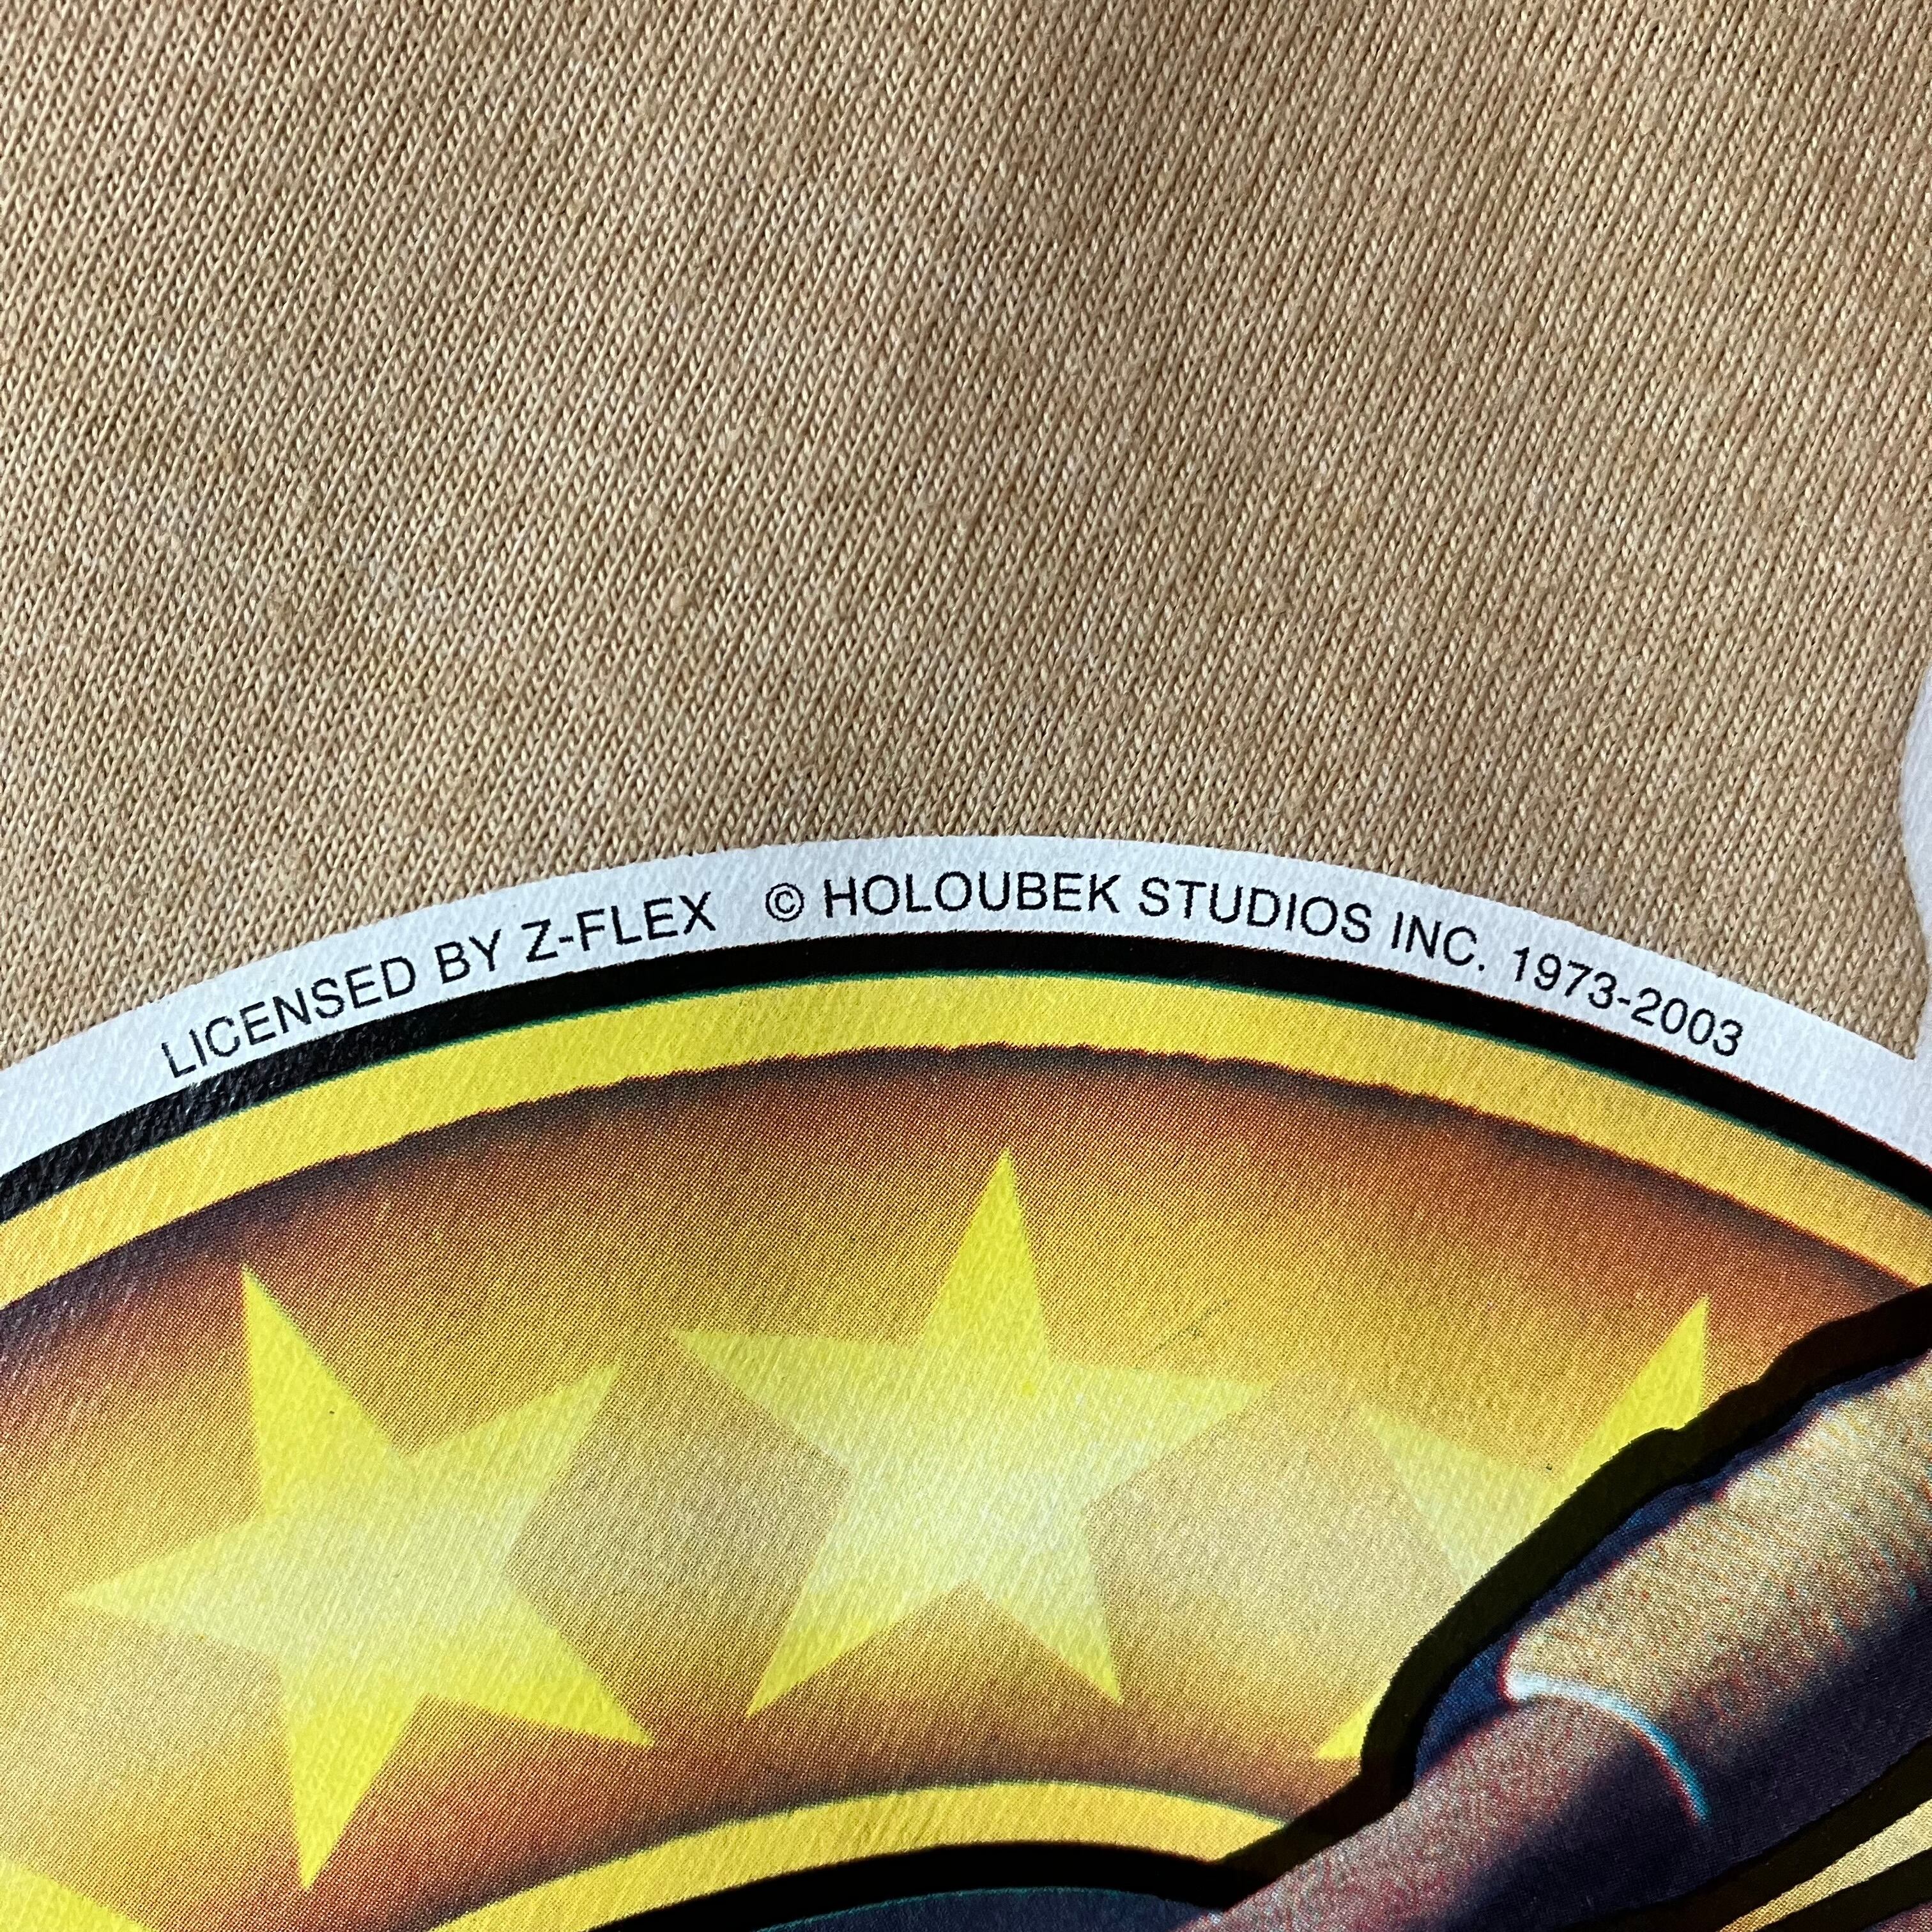 LICENSED BY Z-FLEX © HOLOUBEK STUDIOS INC. 1973-2003